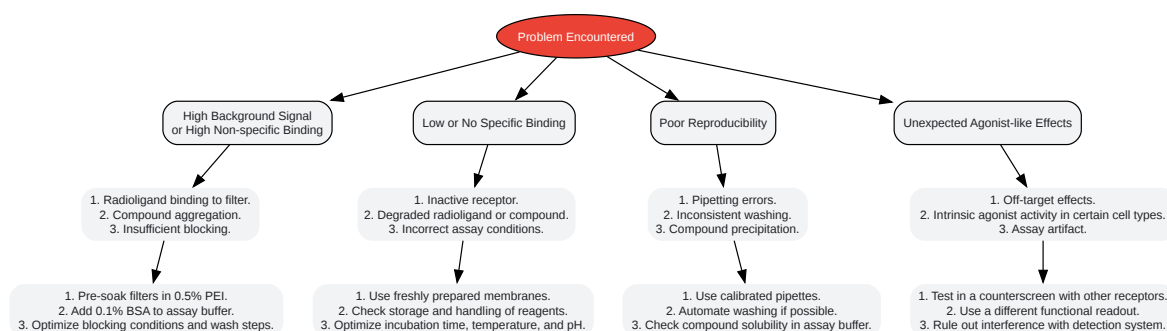 Problem Encountered
High Background Signal
or High Non-specific Binding
Low or No Specific Binding
Poor Reproducibility
Unexpected Agonist-like Effects
1. Radioligand binding to filter.
2. Compound aggregation.
3. Insufficient blocking.
1. Inactive receptor.
2. Degraded radioligand or compound.
3. Incorrect assay conditions.
1. Pipetting errors.
2. Inconsistent washing.
3. Compound precipitation.
1. Off-target effects.
2. Intrinsic agonist activity in certain cell types.
3. Assay artifact.
1. Pre-soak filters in 0.5% PEI.
2. Add 0.1% BSA to assay buffer.
3. Optimize blocking conditions and wash steps.
1. Use freshly prepared membranes.
2. Check storage and handling of reagents.
3. Optimize incubation time, temperature, and pH.
1. Use calibrated pipettes.
2. Automate washing if possible.
3. Check compound solubility in assay buffer.
1. Test in a counterscreen with other receptors.
2. Use a different functional readout.
3. Rule out interference with detection system.